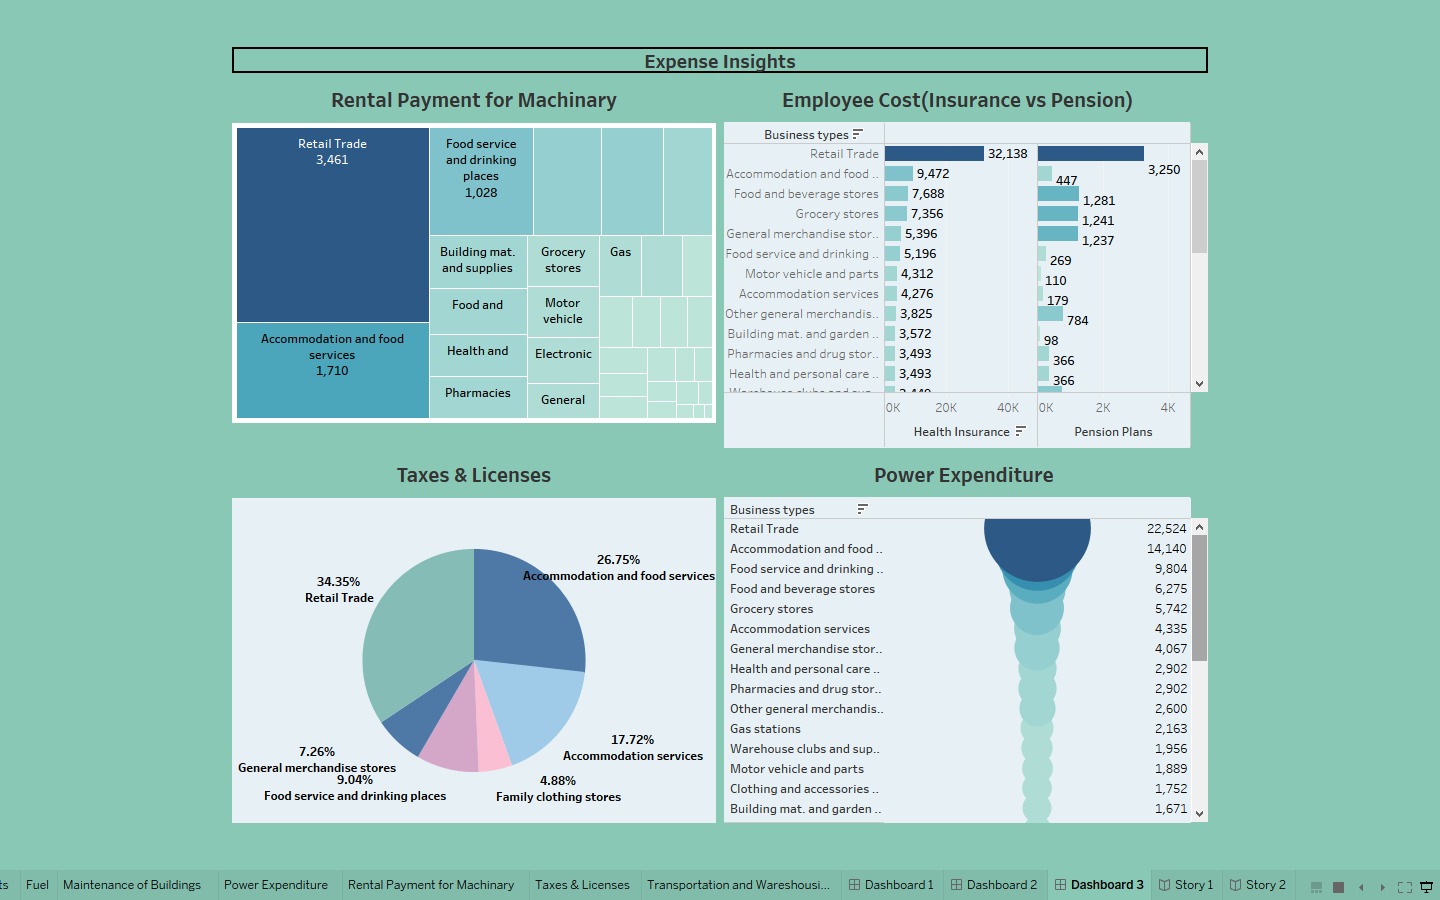 Expense Insights
Rental Payment for Machinary
Retail Trade
3,461
Food service
and drinking
places
1,028
Building mat.
and supplies
Grocery
stores
Gas
Food and
Motor
vehicle
Health and
Electronic
Pharmacies
General
Accommodation and food
services
1,710
Employee Cost(Insurance vs Pension)
Business types
Retail Trade 32,138 3,250
Accommodation and food .. 9,472 447
Food and beverage stores 7,688 1,281
Grocery stores 7,356 1,241
General merchandise stor.. 5,396 1,237
Food service and drinking .. 5,196 269
Motor vehicle and parts 4,312 110
Accommodation services 4,276 179
Other general merchandis.. 3,825 784
Building mat. and garden .. 3,572 98
Pharmacies and drug stor.. 3,493 366
Health and personal care .. 3,493 366
0K 20K 40K 0K 2K 4K
Health Insurance Pension Plans
Taxes & Licenses
26.75%
Accommodation and food services
34.35%
Retail Trade
17.72%
Accommodation services
7.26%
General merchandise stores
9.04%
Food service and drinking places
4.88%
Family clothing stores
Power Expenditure
Business types
Retail Trade 22,524
Accommodation and food .. 14,140
Food service and drinking .. 9,804
Food and beverage stores 6,275
Grocery stores 5,742
Accommodation services 4,335
General merchandise stor.. 4,067
Health and personal care .. 2,902
Pharmacies and drug stor.. 2,902
Other general merchandis.. 2,600
Gas stations 2,163
Warehouse clubs and sup.. 1,956
Motor vehicle and parts 1,889
Clothing and accessories .. 1,752
Building mat. and garden .. 1,671
Fuel Maintenance of Buildings Power Expenditure Rental Payment for Machinary Taxes & Licenses Transportation and Warehousi... Dashboard 1 Dashboard 2 Dashboard 3 Story 1 Story 2